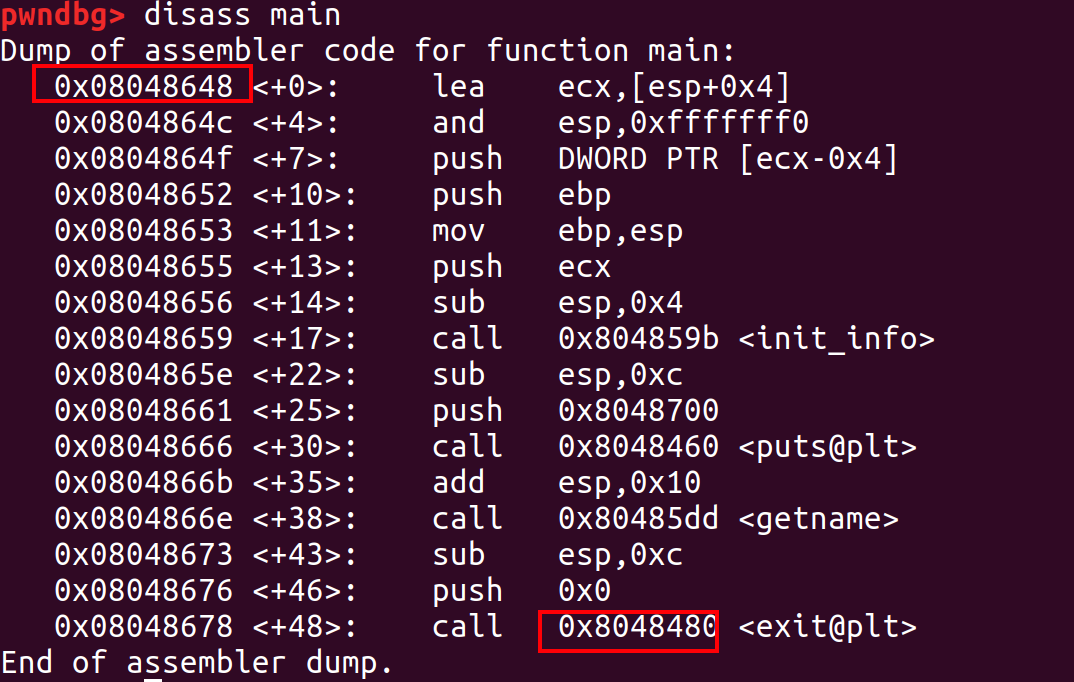 pwndbg> disass main
Dump of assembler code for function main:
   0x08048648 <+0>:	lea    ecx,[esp+0x4]
   0x0804864c <+4>:	and    esp,0xfffffff0
   0x0804864f <+7>:	push   DWORD PTR [ecx-0x4]
   0x08048652 <+10>:	push   ebp
   0x08048653 <+11>:	mov    ebp,esp
   0x08048655 <+13>:	push   ecx
   0x08048656 <+14>:	sub    esp,0x4
   0x08048659 <+17>:	call   0x804859b <init_info>
   0x0804865e <+22>:	sub    esp,0xc
   0x08048661 <+25>:	push   0x8048700
   0x08048666 <+30>:	call   0x8048460 <puts@plt>
   0x0804866b <+35>:	add    esp,0x10
   0x0804866e <+38>:	call   0x80485dd <getname>
   0x08048673 <+43>:	sub    esp,0xc
   0x08048676 <+46>:	push   0x0
   0x08048678 <+48>:	call   0x8048480 <exit@plt>
End of assembler dump.